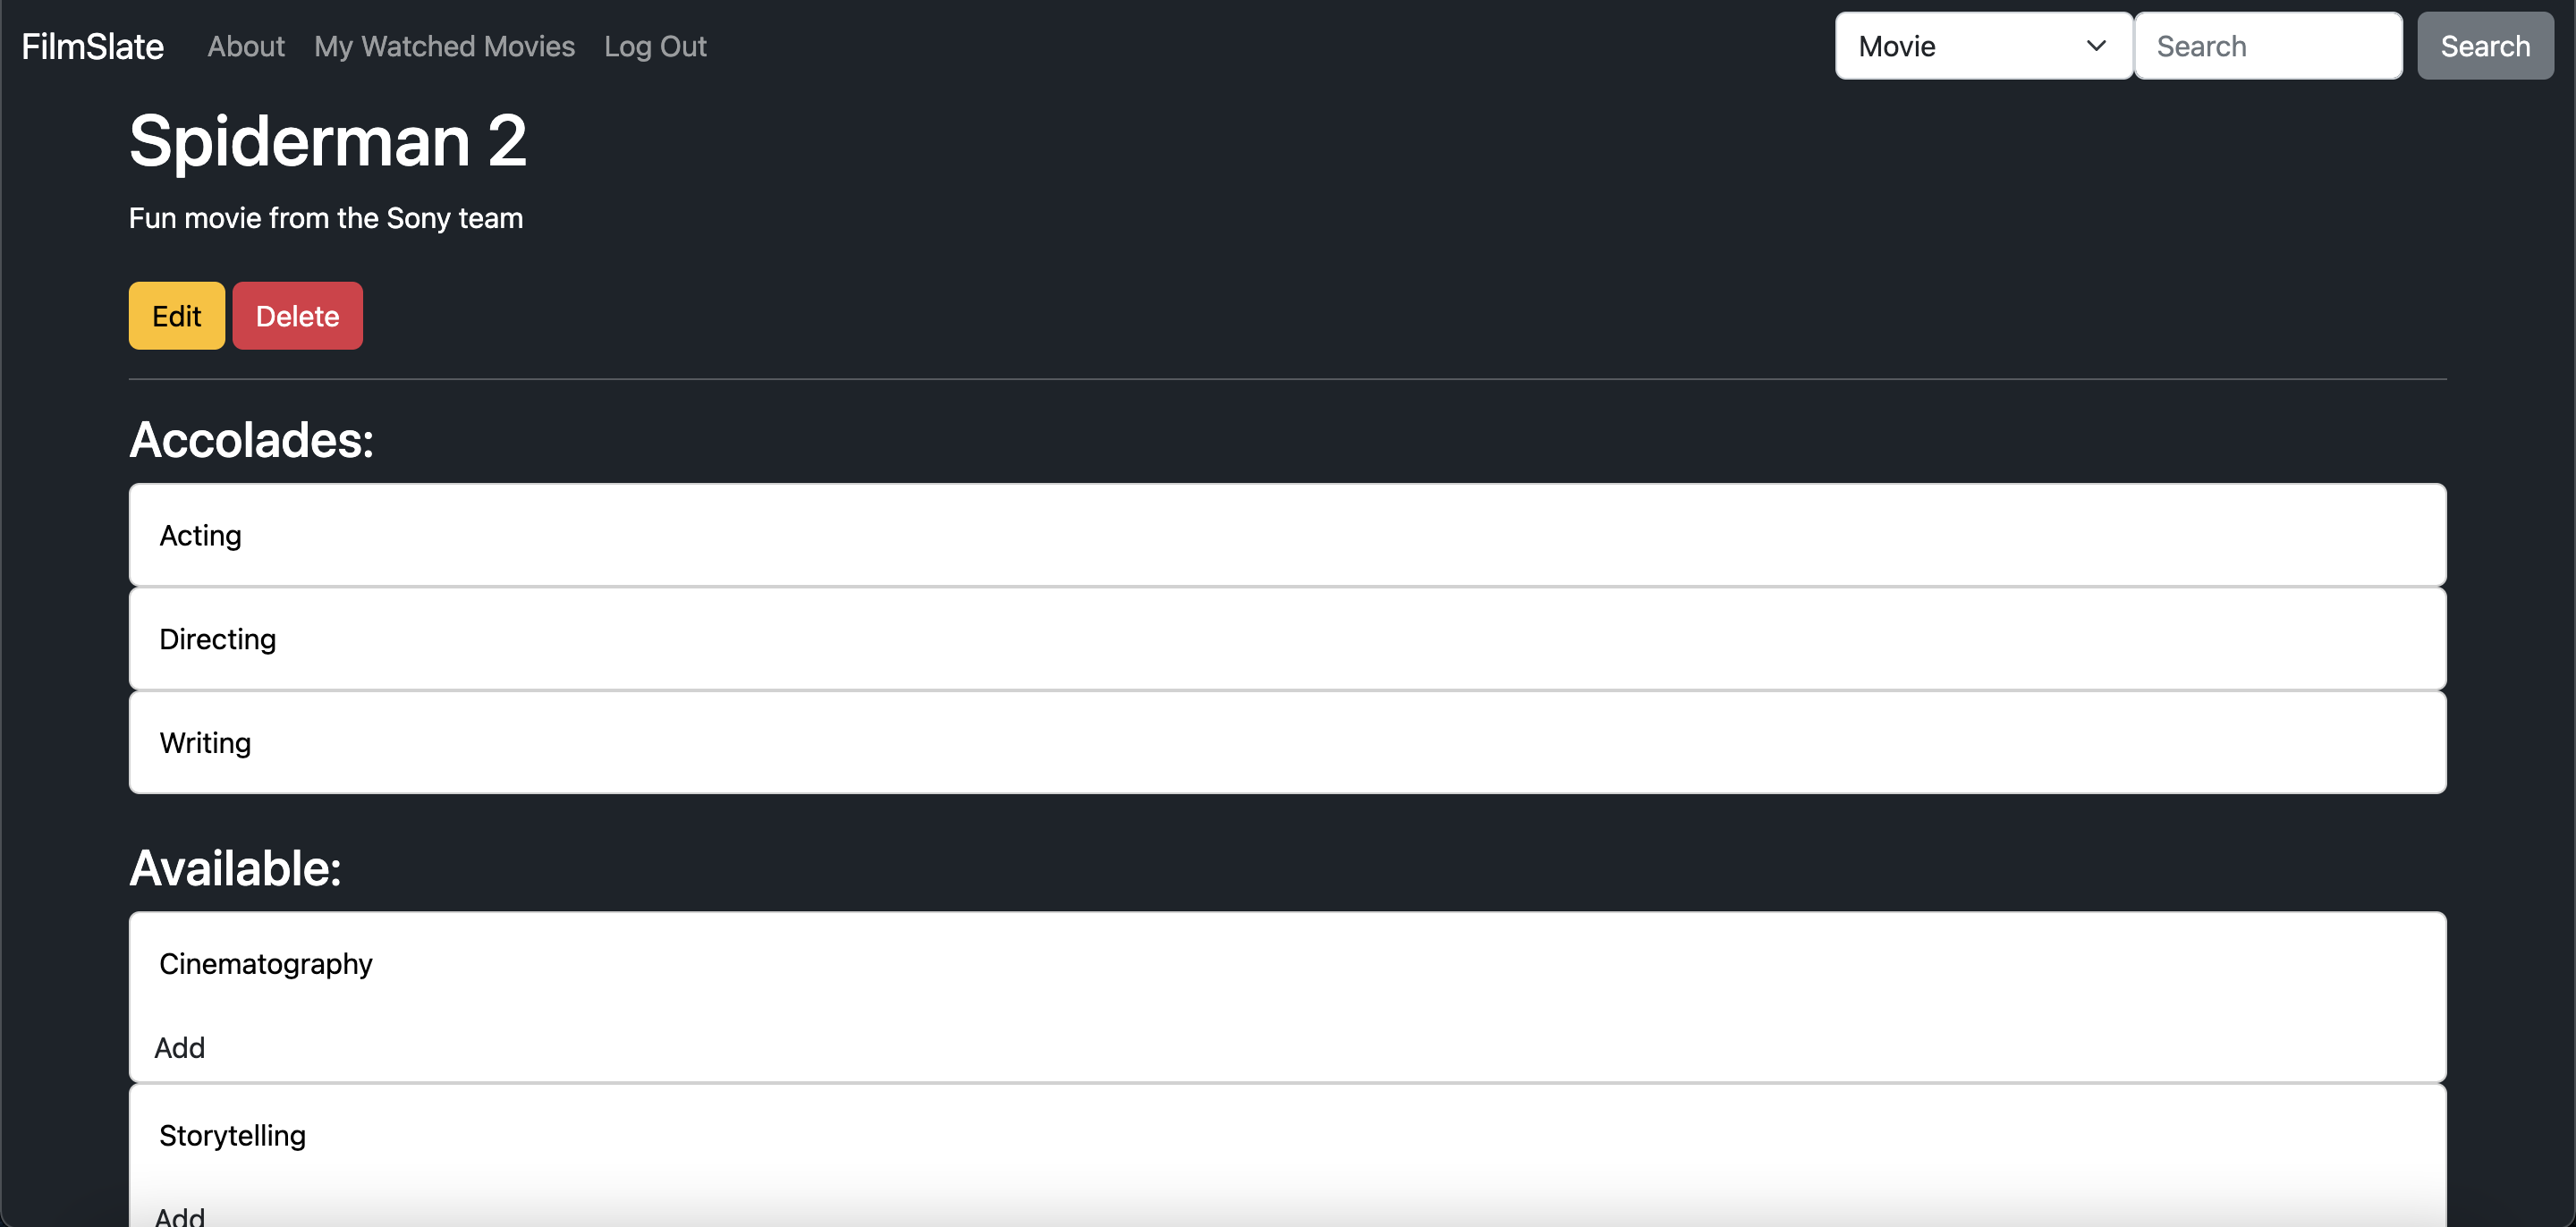 FilmSlate About My Watched Movies Log Out Movie Search Search
Spiderman 2
Fun movie from the Sony team
Edit Delete
Accolades:
Acting
Directing
Writing
Available:
Cinematography
Add
Storytelling
Add